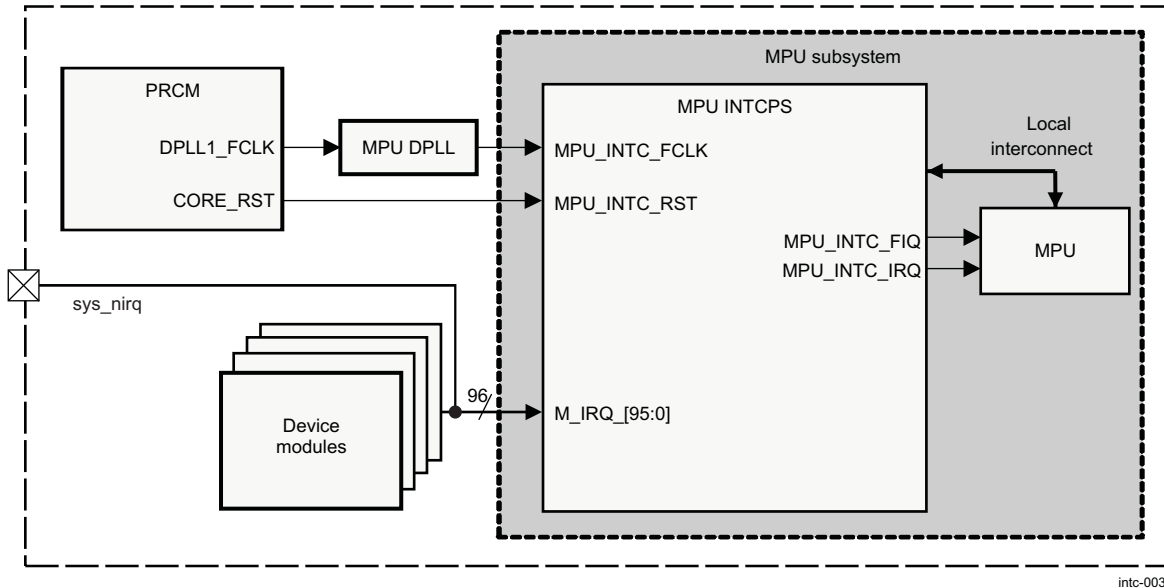 MPU subsystem
PRCM
MPU INTCPS
Local
interconnect
DPLL1_FCLK
MPU DPLL
MPU_INTC_FCLK
CORE_RST
MPU_INTC_RST
MPU_INTC_FIQ
MPU_INTC_IRQ
MPU
sys_nirq
96
M_IRQ_[95:0]
Device
modules
intc-003